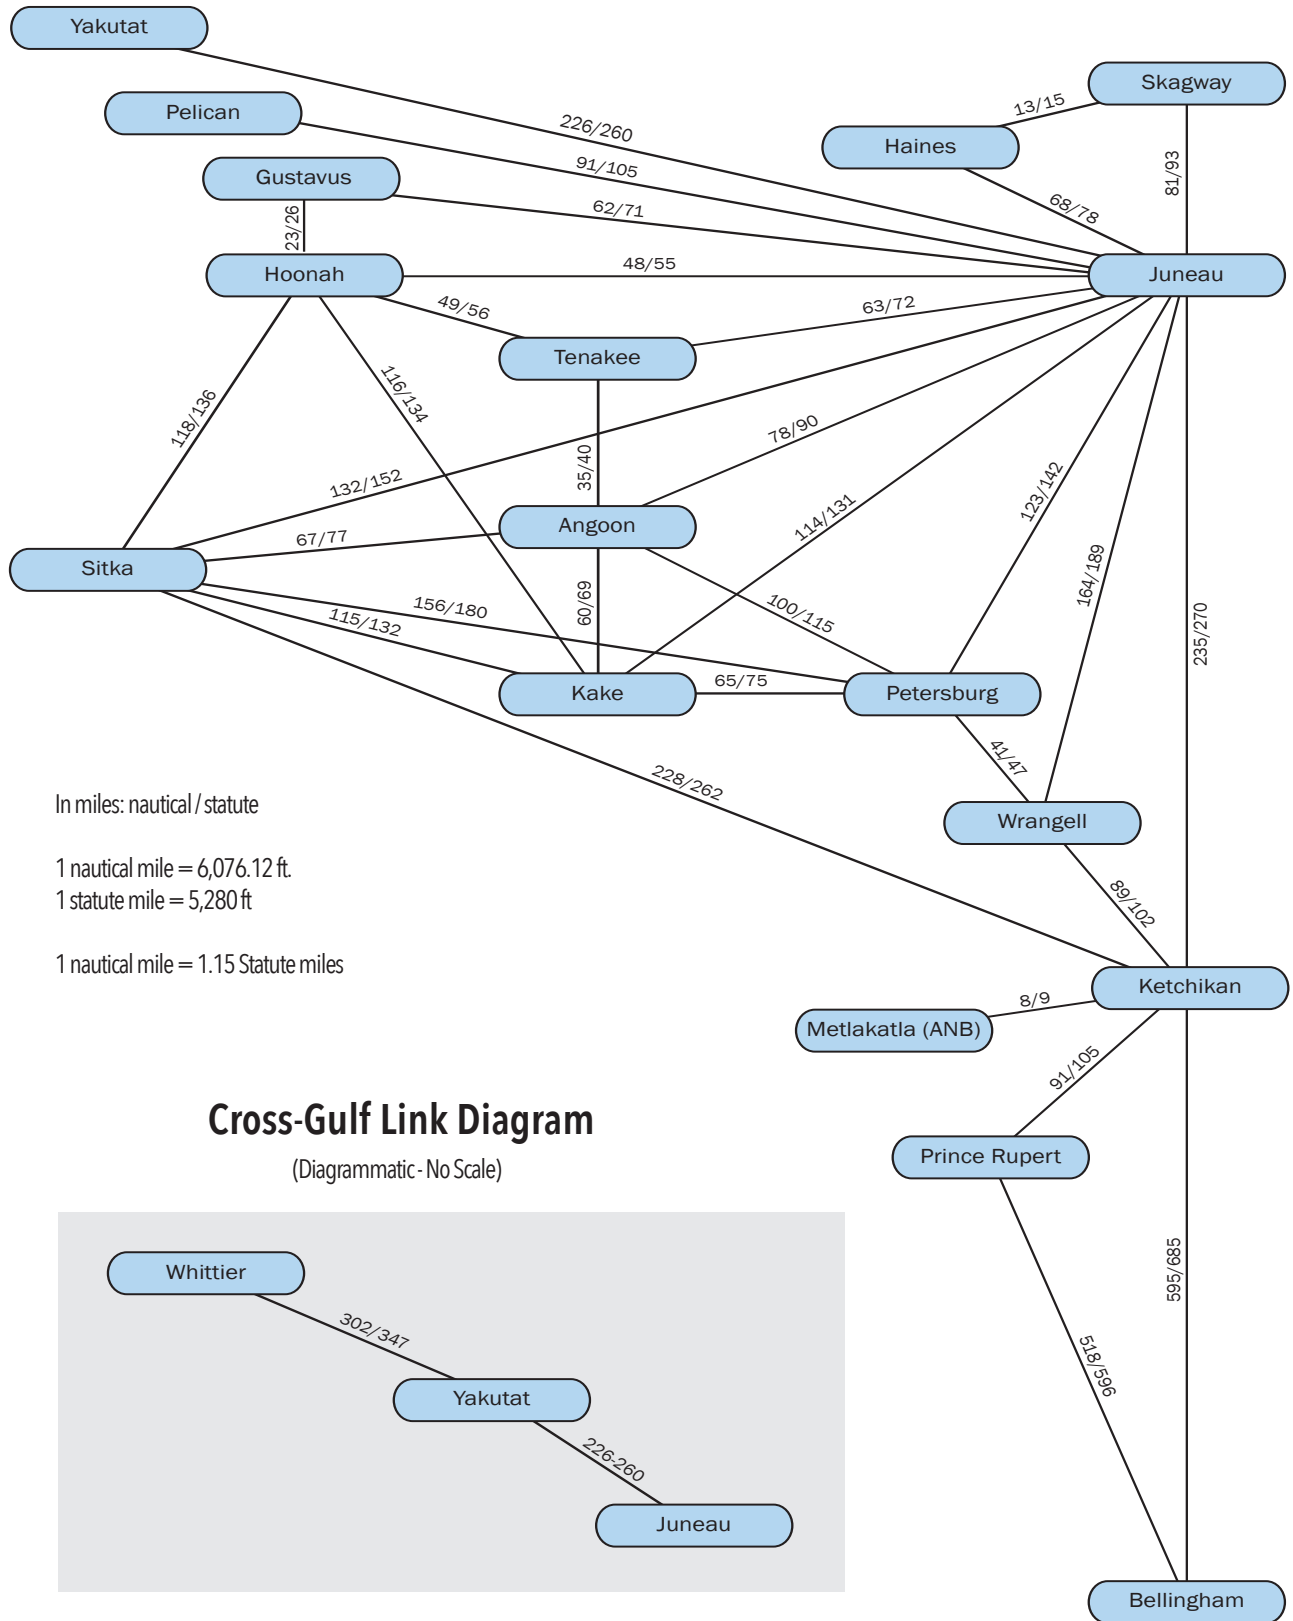 Yakutat
Skagway
13/15
Pelican
226/260
Haines
91/105
81/93
Gustavus
62/71
68/78
23/26
Hoonah
48/55
Juneau
49/56
63/72
Tenakee
116/134
118/136
78/90
35/40
132/152
123/142
114/131
Angoon
67/77
Sitka
164/189
156/180
115/132
60/69
100/115
235/270
65/75
Kake
Petersburg
41/47
228/262
In miles: nautical / statute
Wrangell
1 nautical mile = 6,076.12 ft.
1 statute mile = 5,280 ft
89/102
1 nautical mile = 1.15 Statute miles
Ketchikan
8/9
Metlakatla (ANB)
91/105
Cross-Gulf Link Diagram
(Diagrammatic - No Scale)
Prince Rupert
Whittier
595/685
302/347
518/596
Yakutat
226-260
Juneau
Bellingham